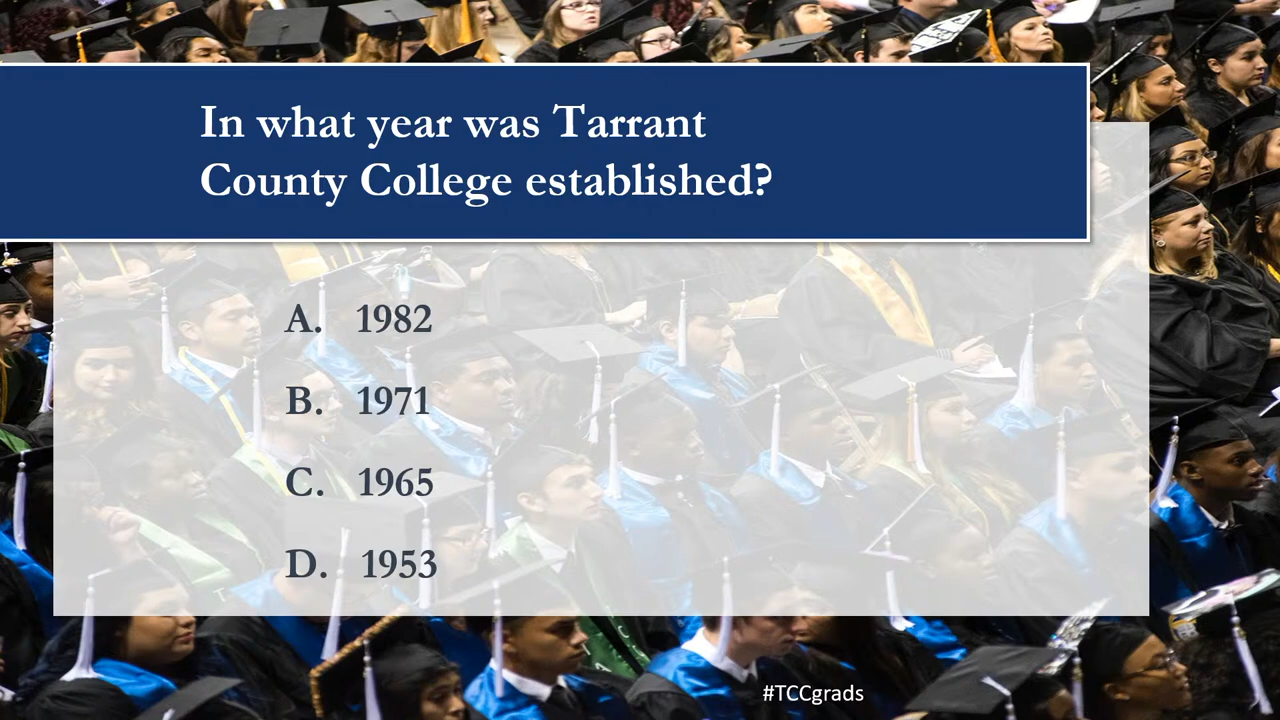 In what year was Tarrant
County College established?
A. 1982
B. 1971
C. 1965
D. 1953
#TCCgrads